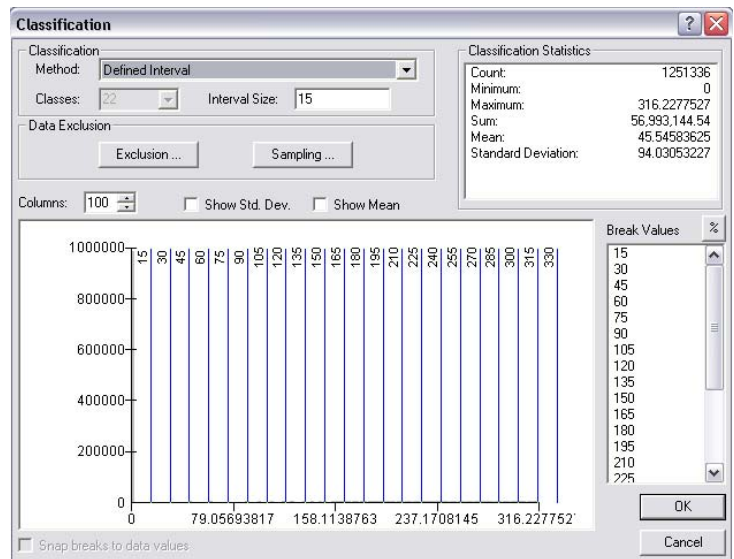 Classification
Classification
Method: Defined Interval
Classes: 22 Interval Size: 15
Data Exclusion
Exclusion ... Sampling ...
Classification Statistics
Count: 1251336
Minimum: 0
Maximum: 316.2277527
Sum: 56,993,144.54
Mean: 45.54583625
Standard Deviation: 94.03053227
Columns: 100 Show Std. Dev. Show Mean
Break Values %
1000000
800000
600000
400000
200000
0
15 30 45 60 75 90 105 120 135 150 165 180 195 210 225 240 255 270 285 300 315 330
0 79.05693817 158.1138763 237.1708145 316.227752
15
30
45
60
75
90
105
120
135
150
165
180
195
210
225
OK
Cancel
Snap breaks to data values